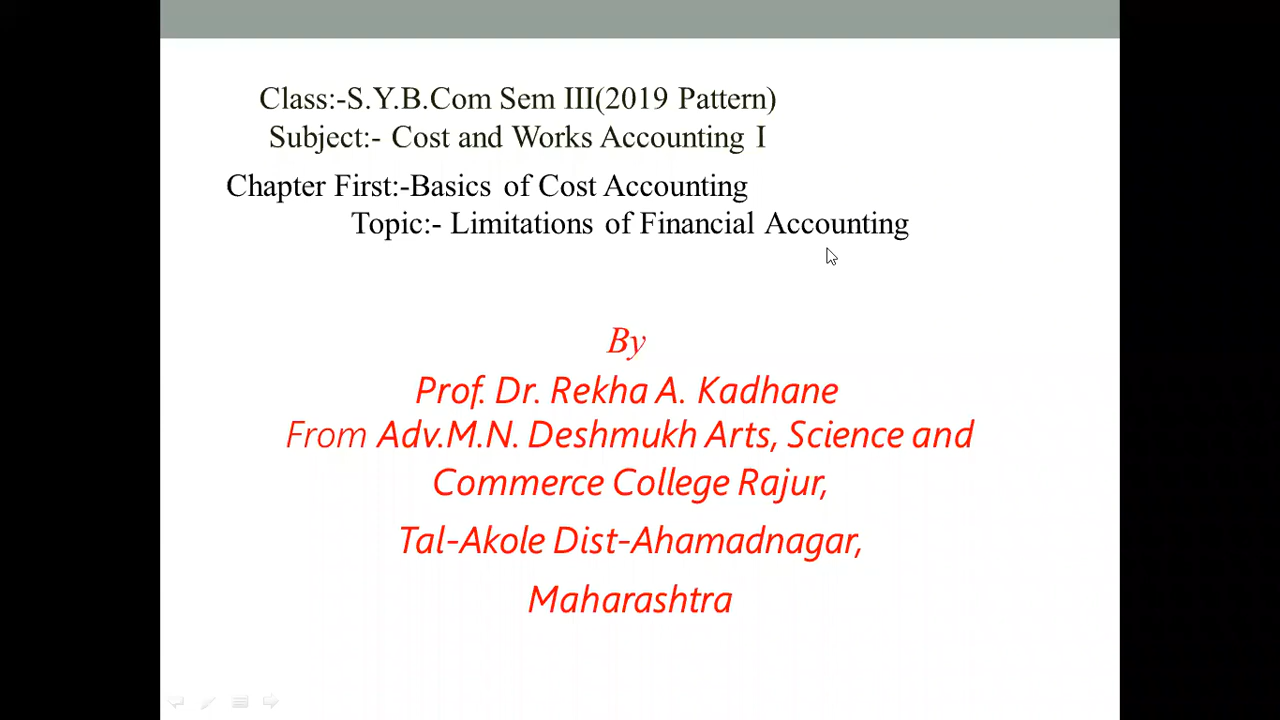 Class:-S.Y.B.Com Sem III(2019 Pattern)
Subject:- Cost and Works Accounting I
Chapter First:-Basics of Cost Accounting
Topic:- Limitations of Financial Accounting
By
Prof. Dr. Rekha A. Kadhane
From Adv.M.N. Deshmukh Arts, Science and
Commerce College Rajur,
Tal-Akole Dist-Ahamadnagar,
Maharashtra